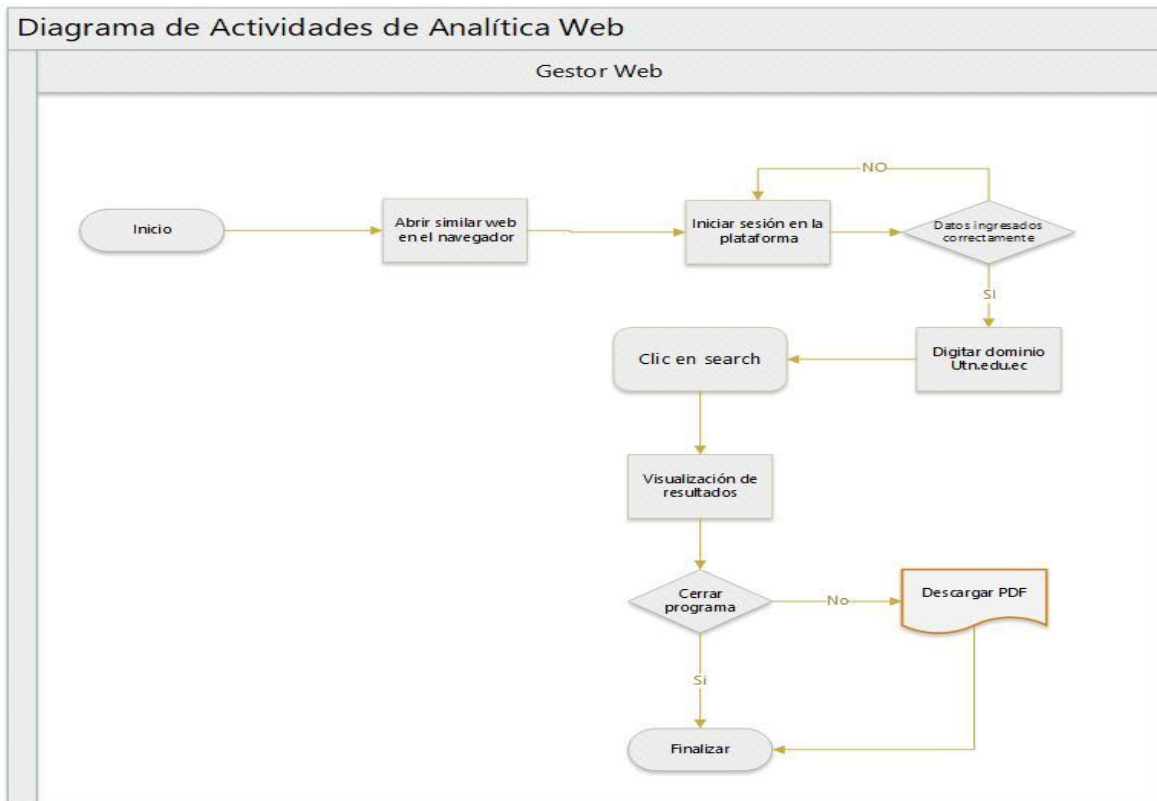 Diagrama de Actividades de Analítica Web
Gestor Web
NO
Inicio
Abrir similar web
en el navegador
Iniciar sesión en la
plataforma
Datos ingresados
correctamente
SI
Digitar dominio
Utn.edu.ec
Clic en search
Visualización de
resultados
Cerrar
programa
No
Descargar PDF
Si
Finalizar